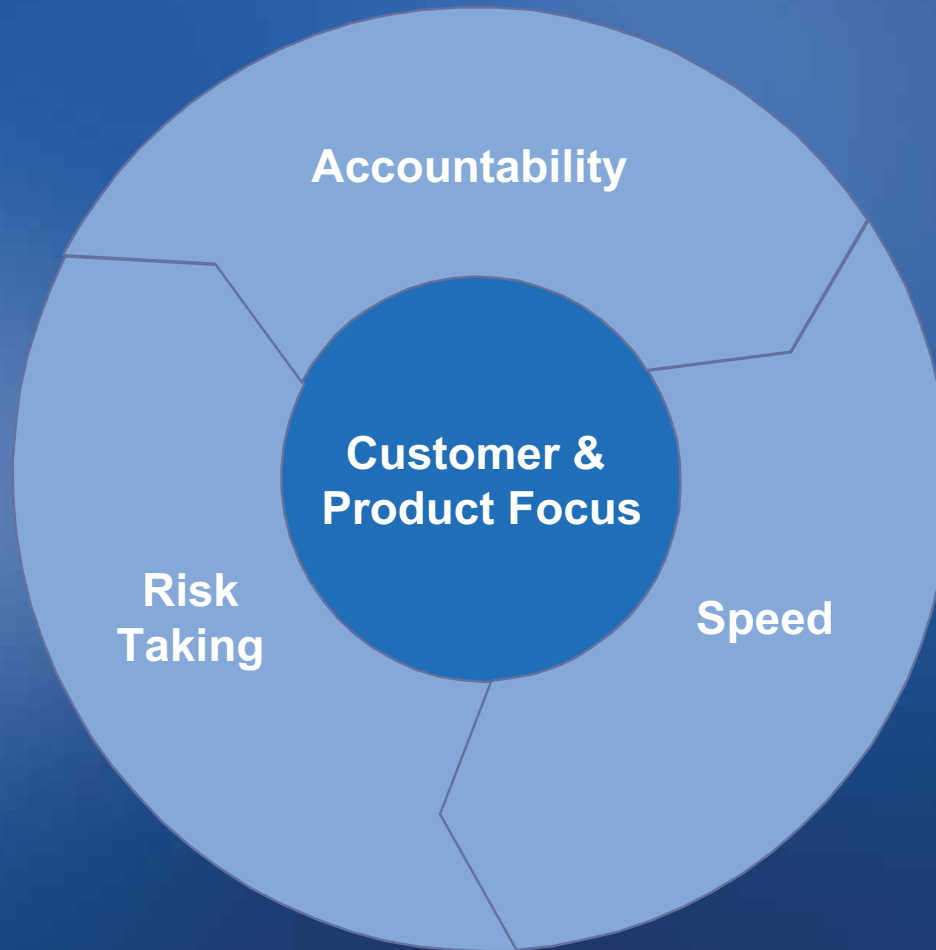 Accountability
Customer &
Product Focus
Risk
Taking
Speed